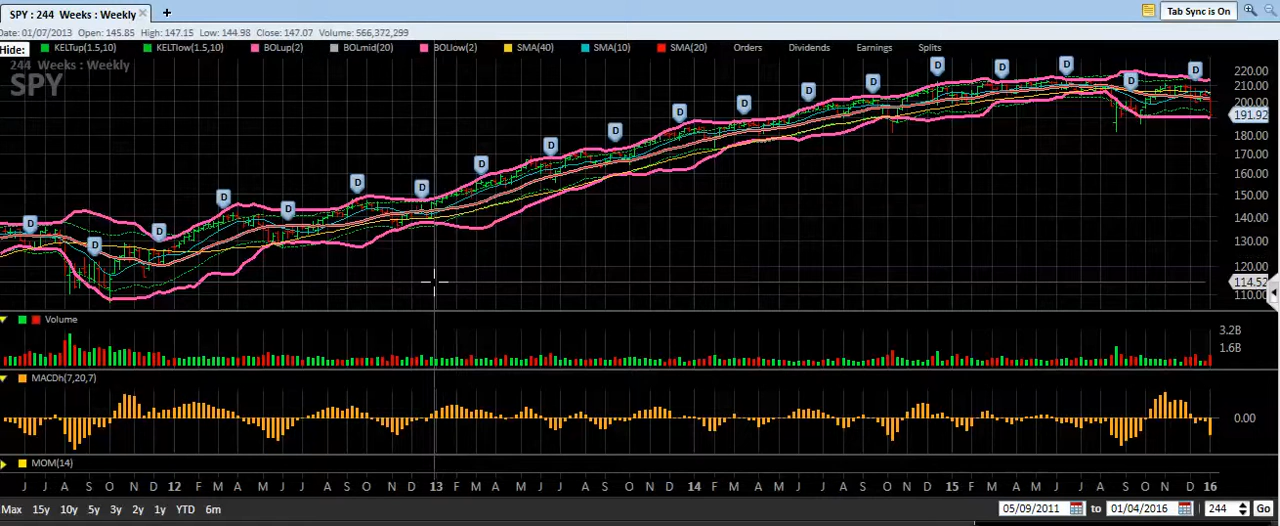 SPY : 244 Weeks : Weekly × +
Tab Sync is On
Date: 01/07/2013 Open: 145.85 High: 147.15 Low: 144.98 Close: 147.07 Volume: 566,372,299
Hide: KELTup(1.5,10) KELTlow(1.5,10) BOLup(2) BOLmid(20) BOLlow(2) SMA(40) SMA(10) SMA(20) Orders Dividends Earnings Splits
244 Weeks : Weekly
SPY
D D D D D D D D D D D D D D D D D D D
220.00
210.00
200.00
191.92
180.00
170.00
160.00
150.00
140.00
130.00
120.00
114.52
110.00
Volume
3.2B
1.6B
MACDh(7,20,7)
0.00
MOM(14)
J J A S O N D 12 F M A M J J A S O N D 13 F M A M J J A S O N D 14 F M A M J J A S O N D 15 F M A M J J A S O N D 16
Max 15y 10y 5y 3y 2y 1y YTD 6m 05/09/2011 to 01/04/2016 244 Go